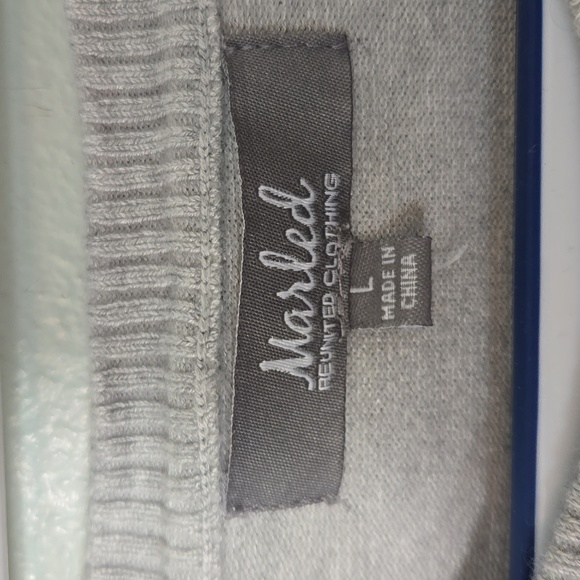 Marled
REUNITED CLOTHING
L
MADE IN
CHINA